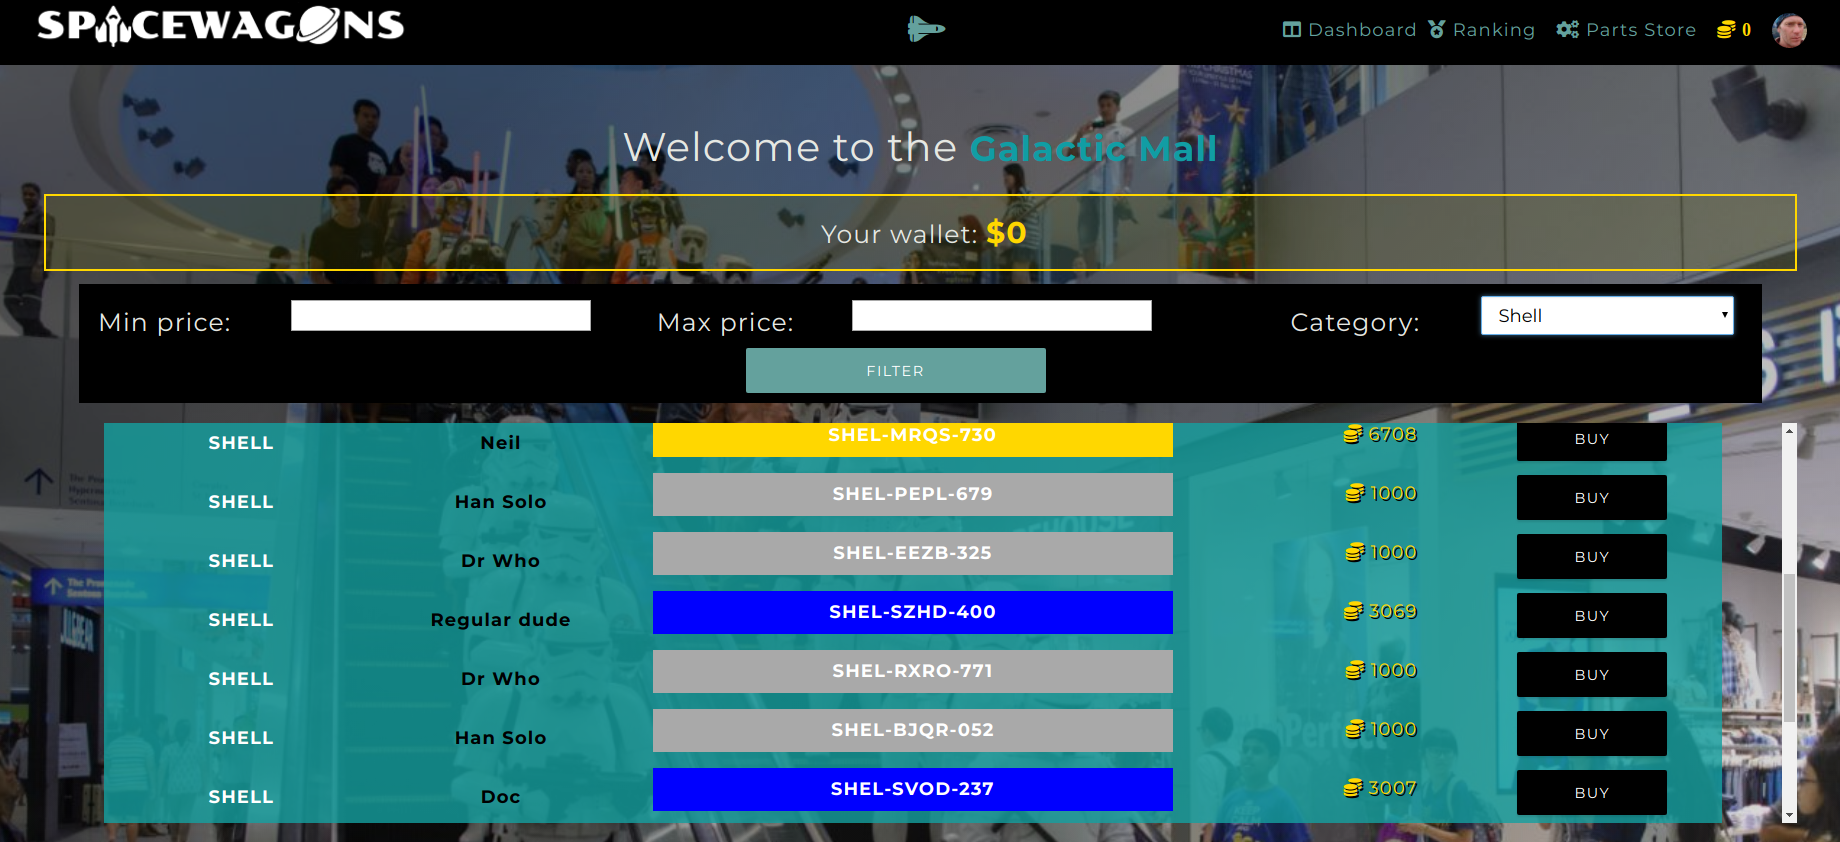 SPACEWAGONS
Dashboard Ranking Parts Store 0
Welcome to the Galactic Mall
Your wallet: $0
Min price: Max price: Category: Shell
FILTER
SHELL Neil SHEL-MRQS-730 6708 BUY
SHELL Han Solo SHEL-PEPL-679 1000 BUY
SHELL Dr Who SHEL-EEZB-325 1000 BUY
SHELL Regular dude SHEL-SZHD-400 3069 BUY
SHELL Dr Who SHEL-RXRO-771 1000 BUY
SHELL Han Solo SHEL-BJQR-052 1000 BUY
SHELL Doc SHEL-SVOD-237 3007 BUY